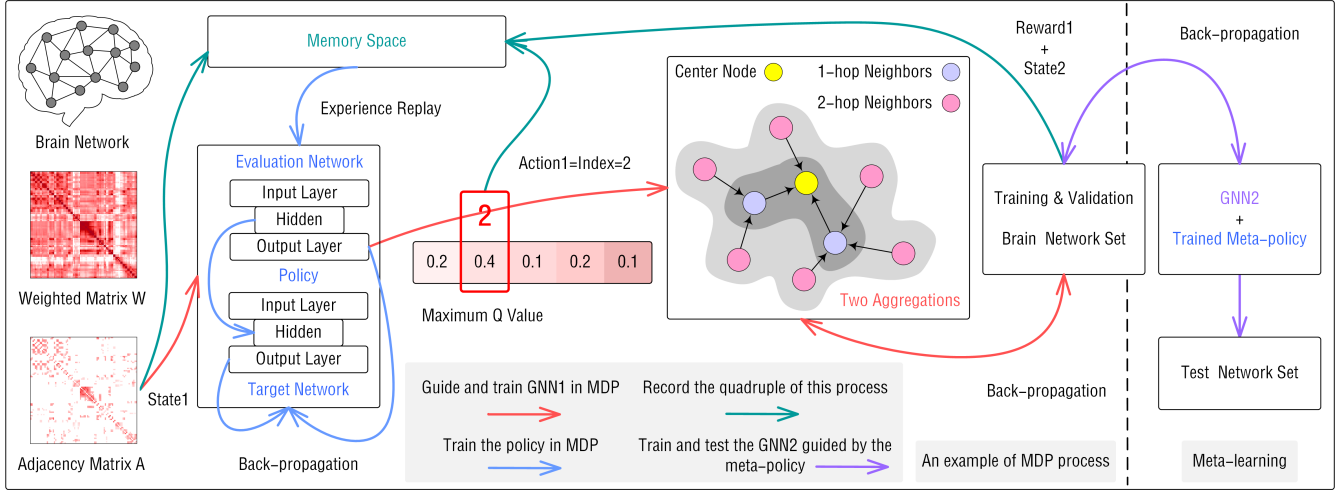 Memory Space
Reward1
+
State2
Back-propagation
Brain Network
Experience Replay
Center Node
1-hop Neighbors
2-hop Neighbors
Evaluation Network
Input Layer
Hidden
Output Layer
Policy
Input Layer
Hidden
Output Layer
Target Network
Action1=Index=2
2
0.2 0.4 0.1 0.2 0.1
Maximum Q Value
Two Aggregations
Training & Validation
Brain Network Set
GNN2
+
Trained Meta-policy
Weighted Matrix W
State1
Adjacency Matrix A
Back-propagation
Back-propagation
Test Network Set
Guide and train GNN1 in MDP
Record the quadruple of this process
Train the policy in MDP
Train and test the GNN2 guided by the
meta-policy
An example of MDP process
Meta-learning